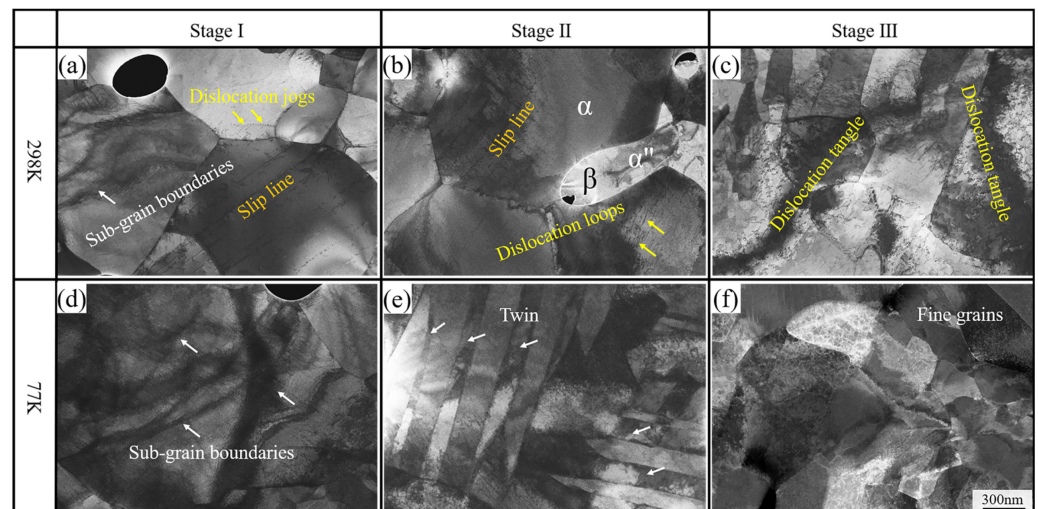 Stage I
Stage II
Stage III
298K
(a)
Dislocation jogs
Sub-grain boundaries
Slip line
(b)
Slip line
α
β
α"
Dislocation loops
(c)
Dislocation tangle
Dislocation tangle
77K
(d)
Sub-grain boundaries
(e)
Twin
(f)
Fine grains
300nm